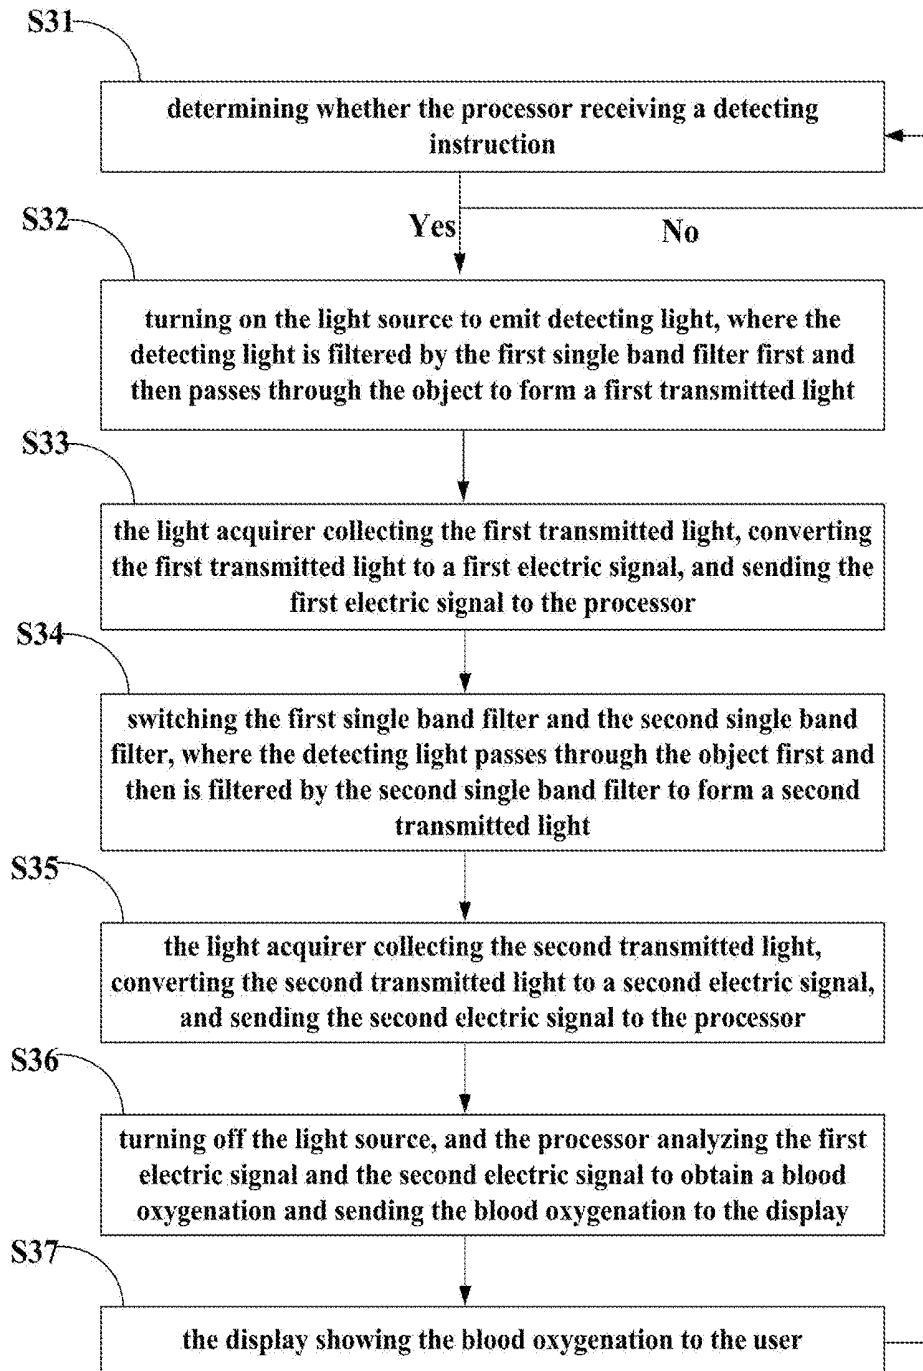 S31
determining whether the processor receiving a detecting
instruction
Yes
No
S32
turning on the light source to emit detecting light, where the
detecting light is filtered by the first single band filter first and
then passes through the object to form a first transmitted light
S33
the light acquirer collecting the first transmitted light, converting
the first transmitted light to a first electric signal, and sending the
first electric signal to the processor
S34
switching the first single band filter and the second single band
filter, where the detecting light passes through the object first and
then is filtered by the second single band filter to form a second
transmitted light
S35
the light acquirer collecting the second transmitted light,
converting the second transmitted light to a second electric signal,
and sending the second electric signal to the processor
S36
turning off the light source, and the processor analyzing the first
electric signal and the second electric signal to obtain a blood
oxygenation and sending the blood oxygenation to the display
S37
the display showing the blood oxygenation to the user